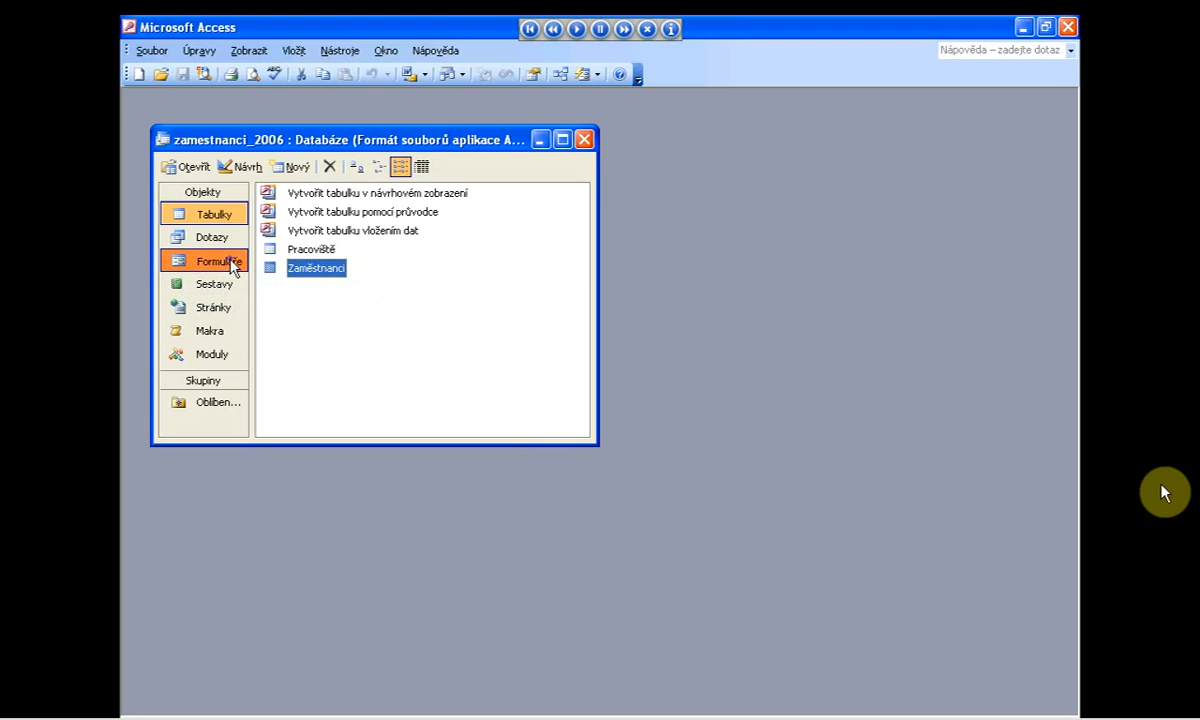 Microsoft Access
Soubor Úpravy Zobrazit Vložit Nástroje Okno Nápověda
Nápověda – zadejte dotaz
zamestnanci_2006 : Databáze (Formát souborů aplikace A...
Otevřít Návrh Nový
Objekty
Tabulky
Dotazy
Formuláře
Sestavy
Stránky
Makra
Moduly
Skupiny
Oblíben...
Vytvořit tabulku v návrhovém zobrazení
Vytvořit tabulku pomocí průvodce
Vytvořit tabulku vložením dat
Pracoviště
Zaměstnanci